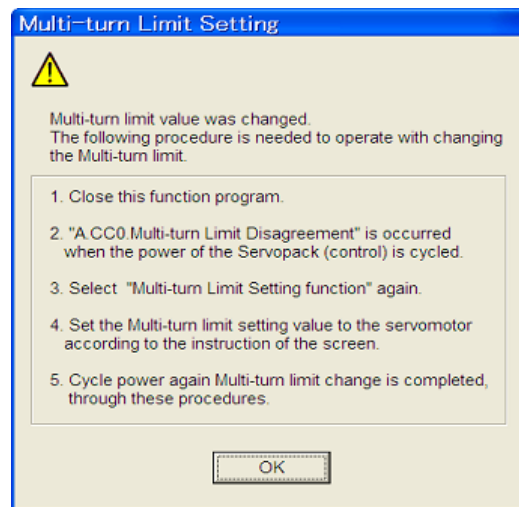 Multi-turn Limit Setting
Multi-turn limit value was changed.
The following procedure is needed to operate with changing
the Multi-turn limit.
1. Close this function program.
2. "A.CC0.Multi-turn Limit Disagreement" is occurred
when the power of the Servopack (control) is cycled.
3. Select "Multi-turn Limit Setting function" again.
4. Set the Multi-turn limit setting value to the servomotor
according to the instruction of the screen.
5. Cycle power again Multi-turn limit change is completed,
through these procedures.
OK